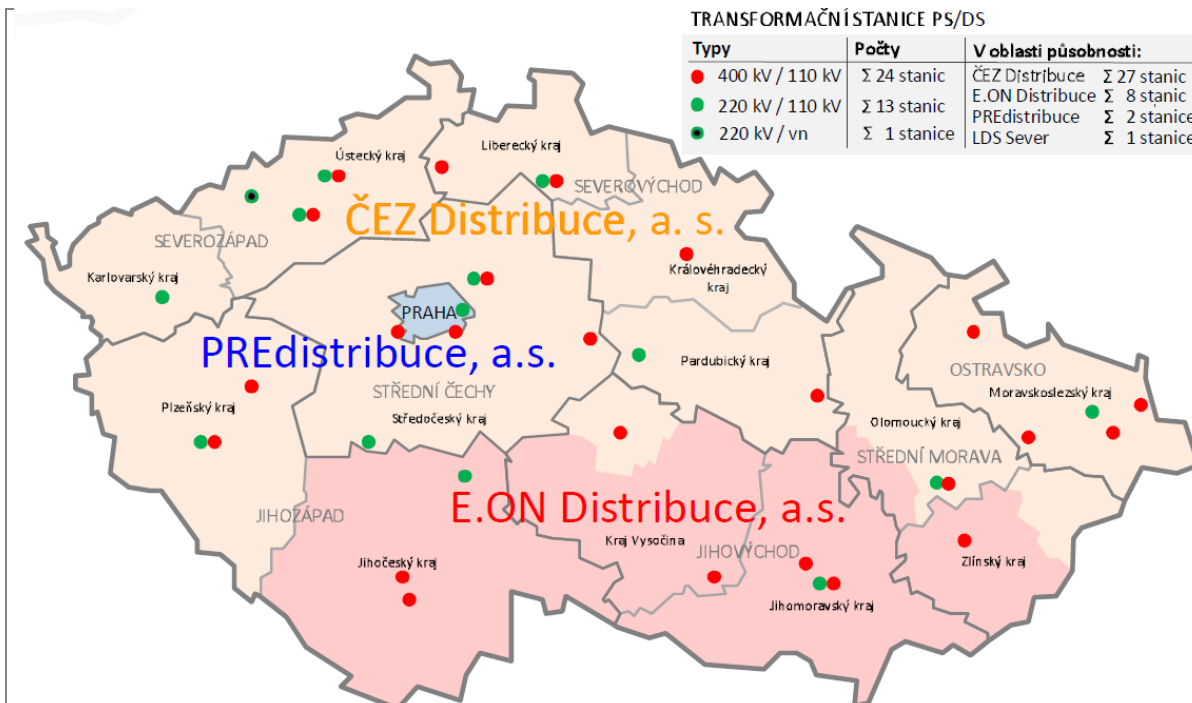 TRANSFORMAČNÍ STANICE PS/DS
Typy Počty V oblasti působnosti:
400 kV / 110 kV Σ 24 stanic ČEZ Distribuce Σ 27 stanic
220 kV / 110 kV Σ 13 stanic E.ON Distribuce Σ 8 stanic
PREdistribuce Σ 2 stanice
220 kV / vn Σ 1 stanice LDS Sever Σ 1 stanice
Ústecký kraj
Liberecký kraj
SEVEROVÝCHOD
ČEZ Distribuce, a. s.
SEVEROZÁPAD
Karlovarský kraj
Královéhradecký
kraj
PRAHA
PREdistribuce, a.s.
Pardubický kraj
OSTRAVSKO
STŘEDNÍ ČECHY
Moravskoslezský kraj
Plzeňský kraj
Středočeský kraj
Olomoucký kraj
STŘEDNÍ MORAVA
E.ON Distribuce, a.s.
JIHOZÁPAD
Kraj Vysočina
JIHOVÝCHOD
Jihočeský kraj
Zlínský kraj
Jihomoravský kraj